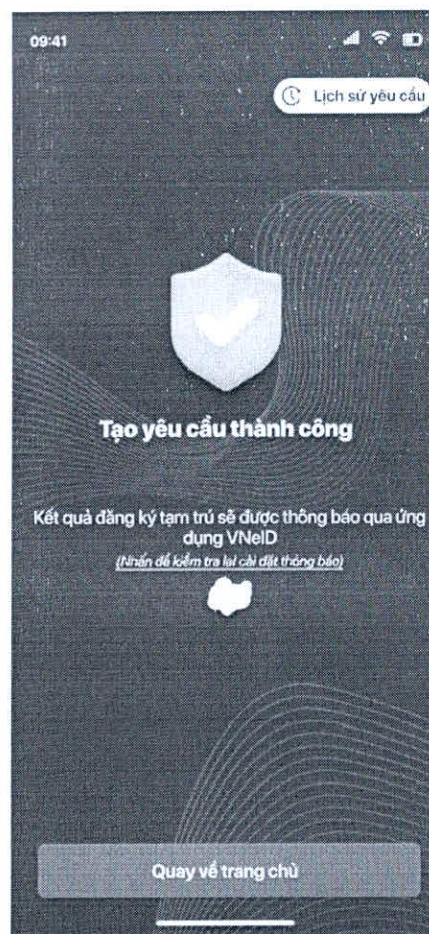 09:41
Lịch sử yêu cầu
Tạo yêu cầu thành công
Kết quả đăng ký tạm trú sẽ được thông báo qua ứng
dụng VNeID
(Nhấn để kiểm tra lại cài đặt thông báo)
Quay về trang chủ